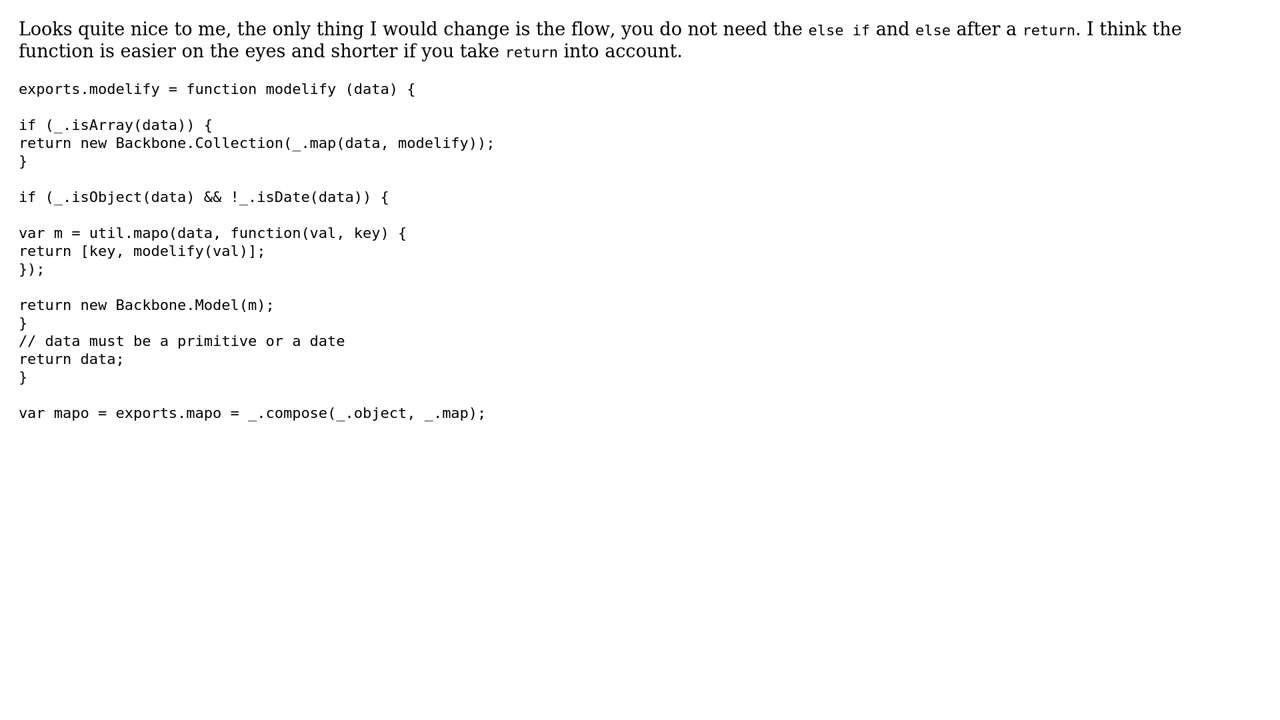 Looks quite nice to me, the only thing I would change is the flow, you do not need the else if and else after a return. I think the
function is easier on the eyes and shorter if you take return into account.
exports.modelify = function modelify (data) {
if (_.isArray(data)) {
return new Backbone.Collection(_.map(data, modelify));
}
if (_.isObject(data) && !_.isDate(data)) {
var m = util.mapo(data, function(val, key) {
return [key, modelify(val)];
});
return new Backbone.Model(m);
}
// data must be a primitive or a date
return data;
}
var mapo = exports.mapo = _.compose(_.object, _.map);